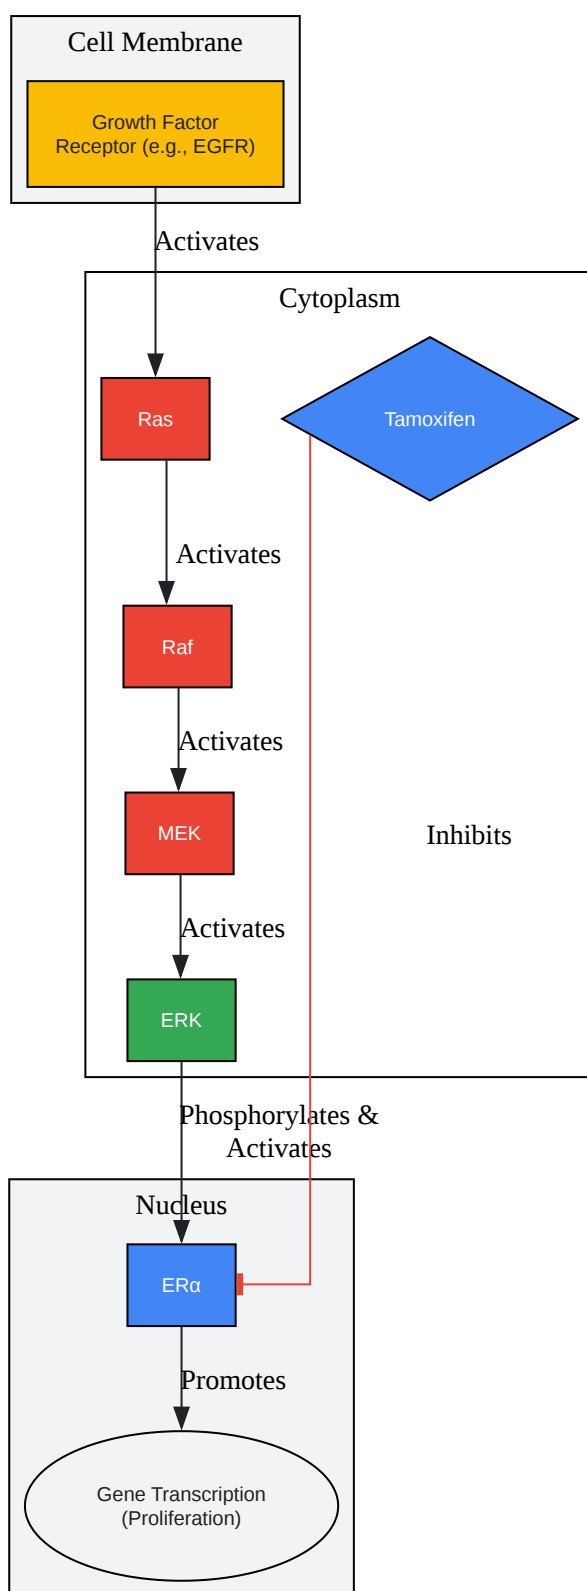 Cell Membrane
Growth Factor
Receptor (e.g., EGFR)
Activates
Cytoplasm
Ras
Tamoxifen
Activates
Raf
Activates
MEK
Inhibits
Activates
ERK
Phosphorylates &
Activates
Nucleus
ERα
Promotes
Gene Transcription
(Proliferation)